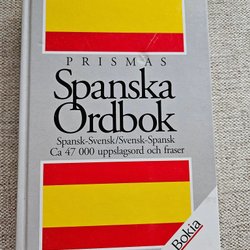 PRISMAS
Spanska
Ordbok
Spansk-Svensk/Svensk-Spansk
Ca 47 000 uppslagsord och fraser
Bokia